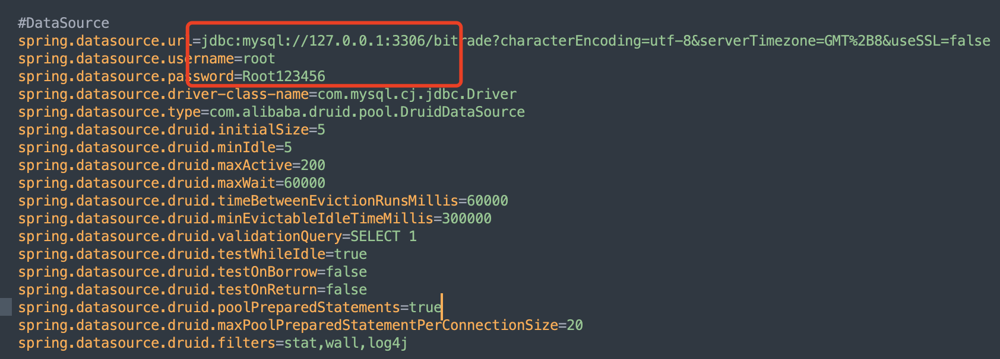 #DataSource
spring.datasource.url=jdbc:mysql://127.0.0.1:3306/bitrade?characterEncoding=utf-8&serverTimezone=GMT%2B8&useSSL=false
spring.datasource.username=root
spring.datasource.password=Root123456
spring.datasource.driver-class-name=com.mysql.cj.jdbc.Driver
spring.datasource.type=com.alibaba.druid.pool.DruidDataSource
spring.datasource.druid.initialSize=5
spring.datasource.druid.minIdle=5
spring.datasource.druid.maxActive=200
spring.datasource.druid.maxWait=60000
spring.datasource.druid.timeBetweenEvictionRunsMillis=60000
spring.datasource.druid.minEvictableIdleTimeMillis=300000
spring.datasource.druid.validationQuery=SELECT 1
spring.datasource.druid.testWhileIdle=true
spring.datasource.druid.testOnBorrow=false
spring.datasource.druid.testOnReturn=false
spring.datasource.druid.poolPreparedStatements=true
spring.datasource.druid.maxPoolPreparedStatementPerConnectionSize=20
spring.datasource.druid.filters=stat,wall,log4j